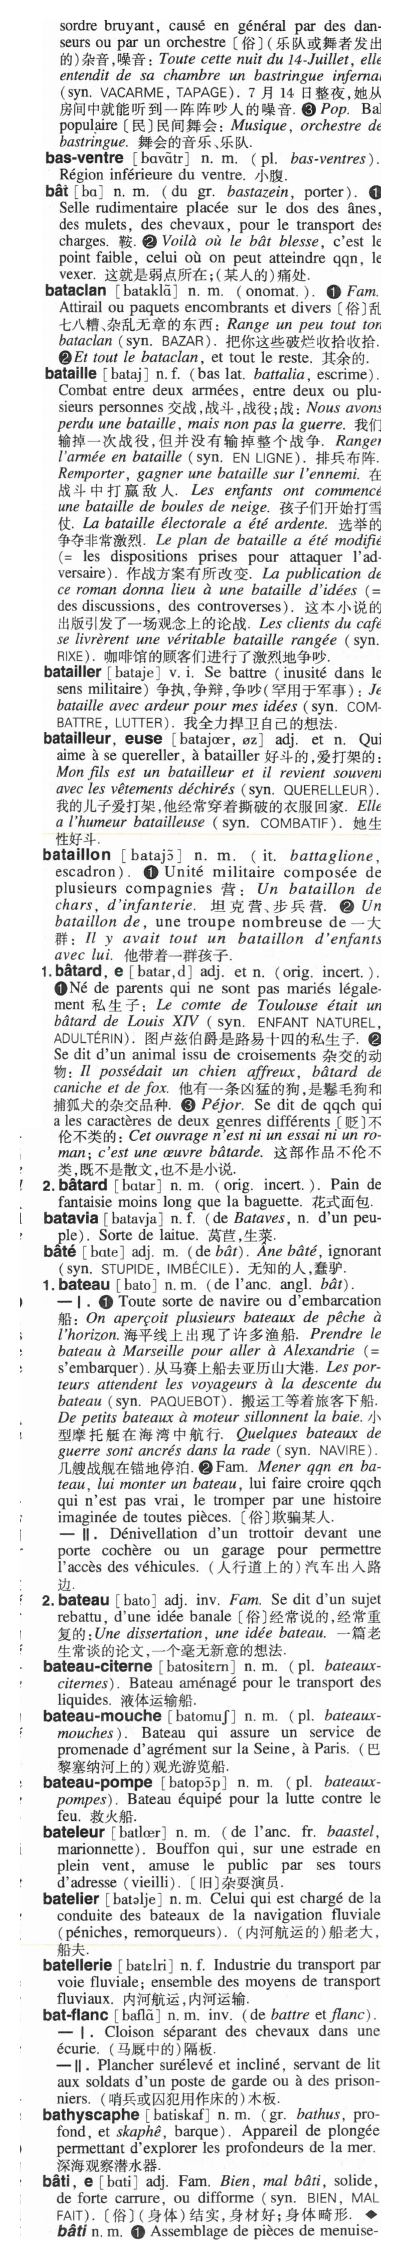 sordre bruyant, causé en général par des dan-
seurs ou par un orchestre〔俗〕(乐队或舞者发出
的)杂音,噪音: Toute cette nuit du 14-Juillet, elle
entendit de sa chambre un bastringue infernal
(syn. VACARME, TAPAGE). 7 月 14 日整夜,她从
房间中就能听到一阵阵吵人的噪音. ❸ Pop. Bal
populaire〔民〕民间舞会: Musique, orchestre de
bastringue. 舞会的音乐、乐队.
bas-ventre [bavɑ̃tr] n. m. (pl. bas-ventres).
Région inférieure du ventre. 小腹.
bât [bɑ] n. m. (du gr. bastazein, porter). ❶
Selle rudimentaire placée sur le dos des ânes,
des mulets, des chevaux, pour le transport des
charges. 鞍. ❷ Voilà où le bât blesse, c'est le
point faible, celui où on peut atteindre qqn, le
vexer. 这就是弱点所在;(某人的)痛处.
bataclan [bataklɑ̃] n. m. (onomat.). ❶ Fam.
Attirail ou paquets encombrants et divers〔俗〕乱
七八糟、杂乱无章的东西: Range un peu tout ton
bataclan (syn. BAZAR). 把你这些破烂收拾收拾.
❷ Et tout le bataclan, et tout le reste. 其余的.
bataille [bataj] n. f. (bas lat. battalia, escrime).
Combat entre deux armées, entre deux ou plu-
sieurs personnes 交战,战斗,战役;战: Nous avons
perdu une bataille, mais non pas la guerre. 我们
输掉一次战役,但并没有输掉整个战争. Ranger
l'armée en bataille (syn. EN LIGNE). 排兵布阵.
Remporter, gagner une bataille sur l'ennemi. 在
战斗中打赢敌人. Les enfants ont commencé
une bataille de boules de neige. 孩子们开始打雪
仗. La bataille électorale a été ardente. 选举的
争夺非常激烈. Le plan de bataille a été modifié
(= les dispositions prises pour attaquer l'ad-
versaire). 作战方案有所改变. La publication de
ce roman donna lieu à une bataille d'idées (=
des discussions, des controverses). 这本小说的
出版引发了一场观念上的论战. Les clients du café
se livrèrent une véritable bataille rangée (syn.
RIXE). 咖啡馆的顾客们进行了激烈地争吵.
batailler [bataje] v. i. Se battre (inusité dans le
sens militaire) 争执,争辩,争吵(罕用于军事): Je
bataille avec ardeur pour mes idées (syn. COM-
BATTRE, LUTTER). 我全力捍卫自己的想法.
batailleur, euse [batajœr, øz] adj. et n. Qui
aime à se quereller, à batailler 好斗的,爱打架的:
Mon fils est un batailleur et il revient souvent
avec les vêtements déchirés (syn. QUERELLEUR).
我的儿子爱打架,他经常穿着撕破的衣服回家. Elle
a l'humeur batailleuse (syn. COMBATIF). 她生
性好斗.
bataillon [batajɔ̃] n. m. (it. battaglione,
escadron). ❶ Unité militaire composée de
plusieurs compagnies 营: Un bataillon de
chars, d'infanterie. 坦克营、步兵营. ❷ Un
bataillon de, une troupe nombreuse de 一大
群: Il y avait tout un bataillon d'enfants
avec lui. 他带着一群孩子.
1. bâtard, e [batar,d] adj. et n. (orig. incert.).
❶Né de parents qui ne sont pas mariés légale-
ment 私生子: Le comte de Toulouse était un
bâtard de Louis XIV (syn. ENFANT NATUREL,
ADULTÉRIN). 图卢兹伯爵是路易十四的私生子. ❷
Se dit d'un animal issu de croisements 杂交的动
物: Il possédait un chien affreux, bâtard de
caniche et de fox. 他有一条凶猛的狗,是鬈毛狗和
捕狐犬的杂交品种. ❸ Péjor. Se dit de qqch qui
a les caractères de deux genres différents〔贬〕不
伦不类的: Cet ouvrage n'est ni un essai ni un ro-
man; c'est une œuvre bâtarde. 这部作品不伦不
类,既不是散文,也不是小说.
2. bâtard [batar] n. m. (orig. incert.). Pain de
fantaisie moins long que la baguette. 花式面包.
batavia [batavja] n. f. (de Bataves, n. d'un peu-
ple). Sorte de laitue. 莴苣,生菜.
bâté [bɑte] adj. m. (de bât). Âne bâté, ignorant
(syn. STUPIDE, IMBÉCILE). 无知的人,蠢驴.
1. bateau [bato] n. m. (de l'anc. angl. bât).
— Ⅰ. ❶ Toute sorte de navire ou d'embarcation
船: On aperçoit plusieurs bateaux de pêche à
l'horizon. 海平线上出现了许多渔船. Prendre le
bateau à Marseille pour aller à Alexandrie (=
s'embarquer). 从马赛上船去亚历山大港. Les por-
teurs attendent les voyageurs à la descente du
bateau (syn. PAQUEBOT). 搬运工等着旅客下船.
De petits bateaux à moteur sillonnent la baie. 小
型摩托艇在海湾中航行. Quelques bateaux de
guerre sont ancrés dans la rade (syn. NAVIRE).
几艘战舰在锚地停泊. ❷ Fam. Mener qqn en ba-
teau, lui monter un bateau, lui faire croire qqch
qui n'est pas vrai, le tromper par une histoire
imaginée de toutes pièces.〔俗〕欺骗某人.
— Ⅱ. Dénivellation d'un trottoir devant une
porte cochère ou un garage pour permettre
l'accès des véhicules. (人行道上的)汽车出入路
边.
2. bateau [bato] adj. inv. Fam. Se dit d'un sujet
rebattu, d'une idée banale〔俗〕经常说的,经常重
复的: Une dissertation, une idée bateau. 一篇老
生常谈的论文,一个毫无新意的想法.
bateau-citerne [batositɛrn] n. m. (pl. bateaux-
citernes). Bateau aménagé pour le transport des
liquides. 液体运输船.
bateau-mouche [batomuʃ] n. m. (pl. bateaux-
mouches). Bateau qui assure un service de
promenade d'agrément sur la Seine, à Paris. (巴
黎塞纳河上的)观光游览船.
bateau-pompe [batopɔ̃p] n. m. (pl. bateaux-
pompes). Bateau équipé pour la lutte contre le
feu. 救火船.
bateleur [batlœr] n. m. (de l'anc. fr. baastel,
marionnette). Bouffon qui, sur une estrade en
plein vent, amuse le public par ses tours
d'adresse (vieilli).〔旧〕杂耍演员.
batelier [batəlje] n. m. Celui qui est chargé de la
conduite des bateaux de la navigation fluviale
(péniches, remorqueurs). (内河航运的)船老大,
船夫.
batellerie [batɛlri] n. f. Industrie du transport par
voie fluviale; ensemble des moyens de transport
fluviaux. 内河航运,内河运输.
bat-flanc [baflɑ̃] n. m. inv. (de battre et flanc).
— Ⅰ. Cloison séparant des chevaux dans une
écurie. (马厩中的)隔板.
— Ⅱ. Plancher surélevé et incliné, servant de lit
aux soldats d'un poste de garde ou à des prison-
niers. (哨兵或囚犯用作床的)木板.
bathyscaphe [batiskaf] n. m. (gr. bathus, pro-
fond, et skaphê, barque). Appareil de plongée
permettant d'explorer les profondeurs de la mer.
深海观察潜水器.
bâti, e [bɑti] adj. Fam. Bien, mal bâti, solide,
de forte carrure, ou difforme (syn. BIEN, MAL
FAIT).〔俗〕(身体)结实,身材好;身体畸形. ◆
bâti n. m. ❶ Assemblage de pièces de menuise-